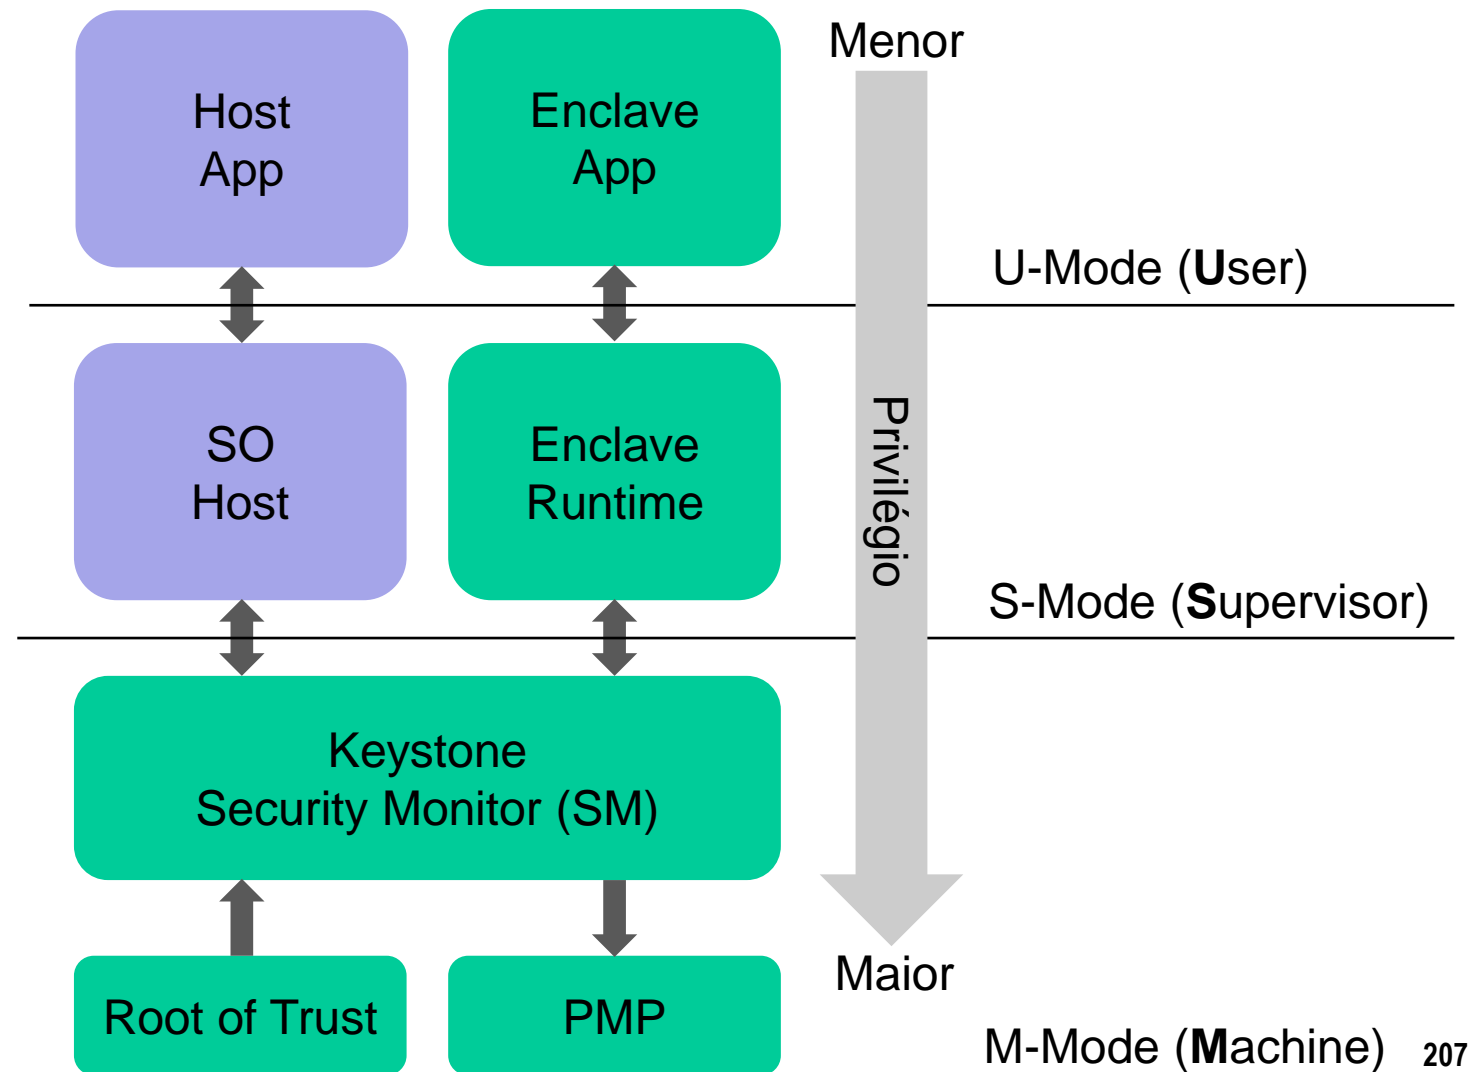 Host
App
Enclave
App
Menor
U-Mode (User)
SO
Host
Enclave
Runtime
Privilégio
S-Mode (Supervisor)
Keystone
Security Monitor (SM)
Root of Trust
PMP
Maior
M-Mode (Machine)
207